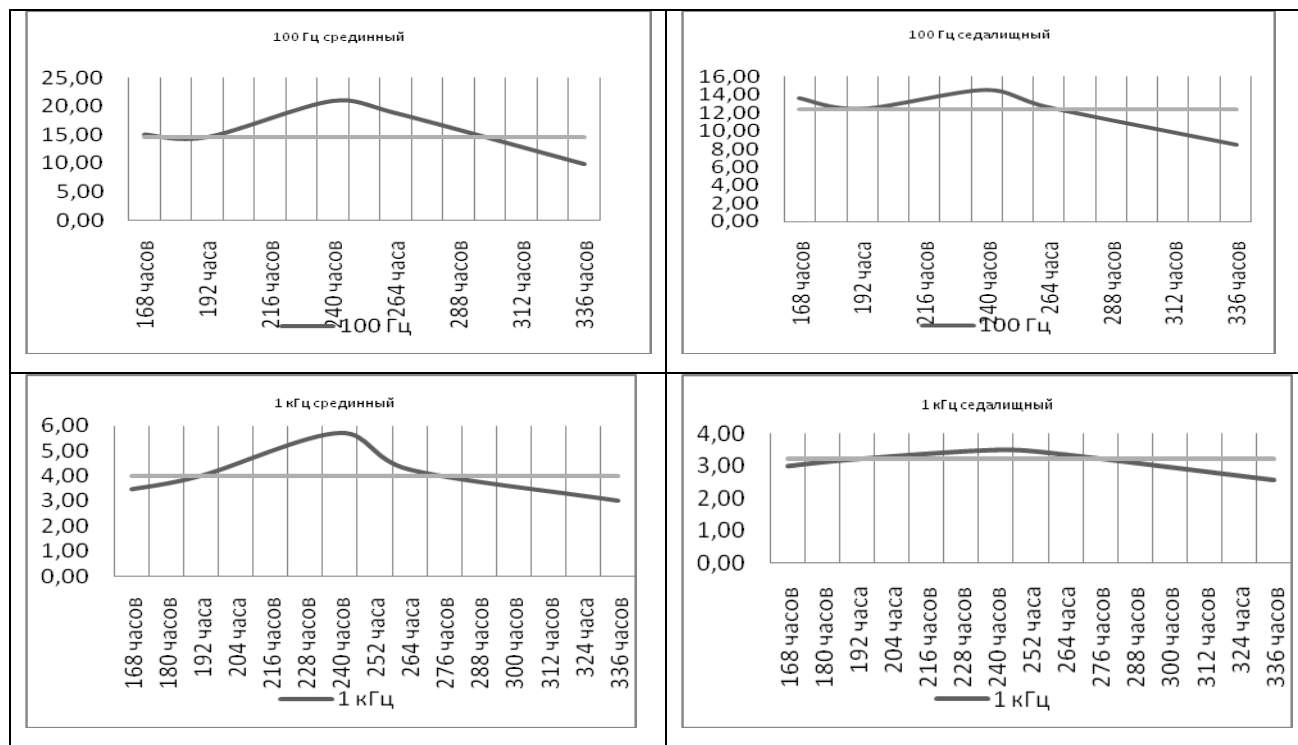 100 Гц срединный
25,00
20,00
15,00
10,00
5,00
0,00
168 часов
192 часа
216 часов
240 часов
264 часа
288 часов
312 часов
336 часов
100 Гц
100 Гц седалищный
16,00
14,00
12,00
10,00
8,00
6,00
4,00
2,00
0,00
168 часов
192 часа
216 часов
240 часов
264 часа
288 часов
312 часов
336 часов
100 Гц
1 кГц срединный
6,00
5,00
4,00
3,00
2,00
1,00
0,00
168 часов
180 часов
192 часа
204 часа
216 часов
228 часов
240 часов
252 часа
264 часа
276 часов
288 часов
300 часов
312 часов
324 часа
336 часов
1 кГц
1 кГц седалищный
4,00
3,00
2,00
1,00
0,00
168 часов
180 часов
192 часа
204 часа
216 часов
228 часов
240 часов
252 часа
264 часа
276 часов
288 часов
300 часов
312 часов
324 часа
336 часов
1 кГц